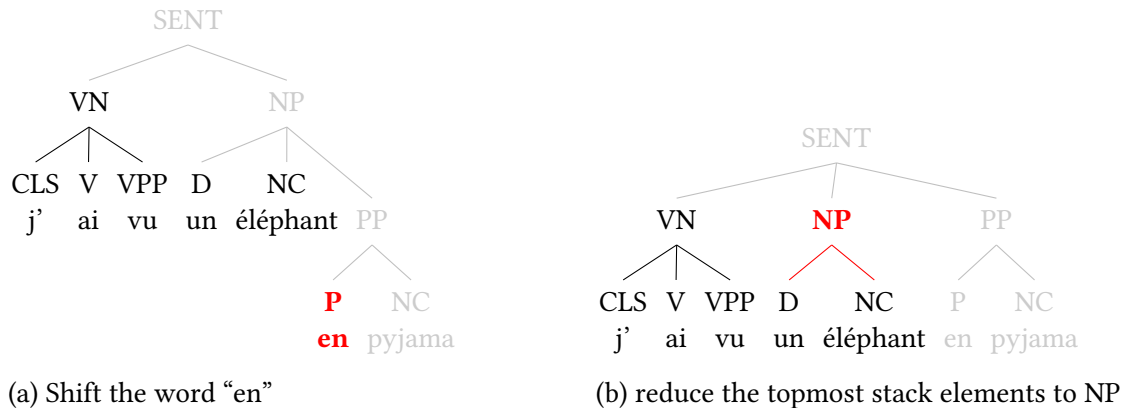 SENT
VN NP
CLS V VPP D NC
j’ ai vu un éléphant PP
P NC
en pyjama
(a) Shift the word “en”
SENT
VN NP PP
CLS V VPP D NC P NC
j’ ai vu un éléphant en pyjama
(b) reduce the topmost stack elements to NP